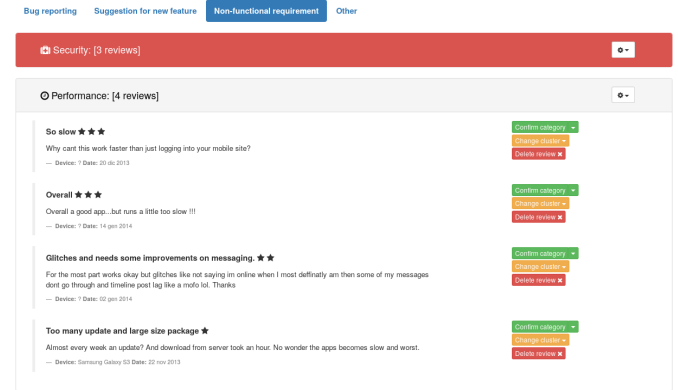 Bug reporting Suggestion for new feature Non-functional requirement Other
Security: [3 reviews]
Performance: [4 reviews]
So slow ★ ★ ★
Why cant this work faster than just logging into your mobile site?
— Device: ? Date: 20 dic 2013
Confirm category
Change cluster
Delete review ✖
Overall ★ ★ ★
Overall a good app...but runs a little too slow !!!
— Device: ? Date: 14 gen 2014
Confirm category
Change cluster
Delete review ✖
Glitches and needs some improvements on messaging. ★ ★
For the most part works okay but glitches like not saying im online when I most deffinatly am then some of my messages
dont go through and timeline post lag like a mofo lol. Thanks
— Device: ? Date: 02 gen 2014
Confirm category
Change cluster
Delete review ✖
Too many update and large size package ★
Almost every week an update? And download from server took an hour. No wonder the apps becomes slow and worst.
— Device: Samsung Galaxy S3 Date: 22 nov 2013
Confirm category
Change cluster
Delete review ✖